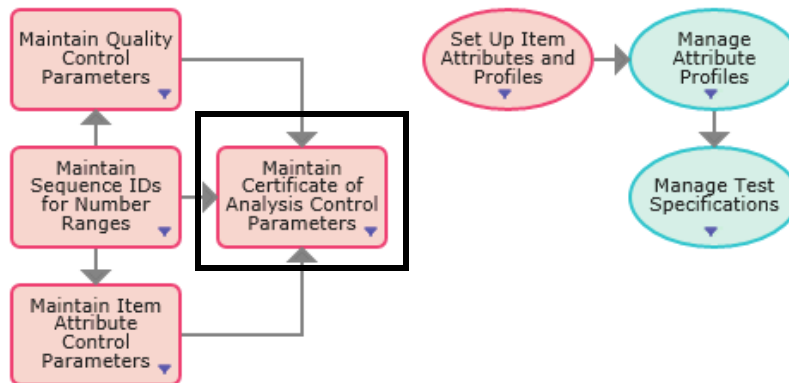 Maintain Quality
Control
Parameters
Set Up Item
Attributes and
Profiles
Manage
Attribute
Profiles
Maintain
Sequence IDs
for Number
Ranges
Maintain
Certificate of
Analysis Control
Parameters
Manage Test
Specifications
Maintain Item
Attribute
Control
Parameters